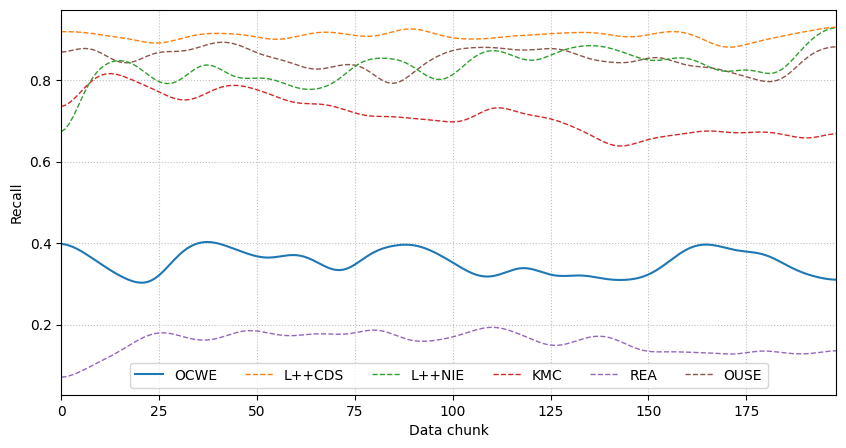 0.8
0.6
0.4
0.2
Recall
OCWE L++CDS L++NIE KMC REA OUSE
0 25 50 75 100 125 150 175
Data chunk